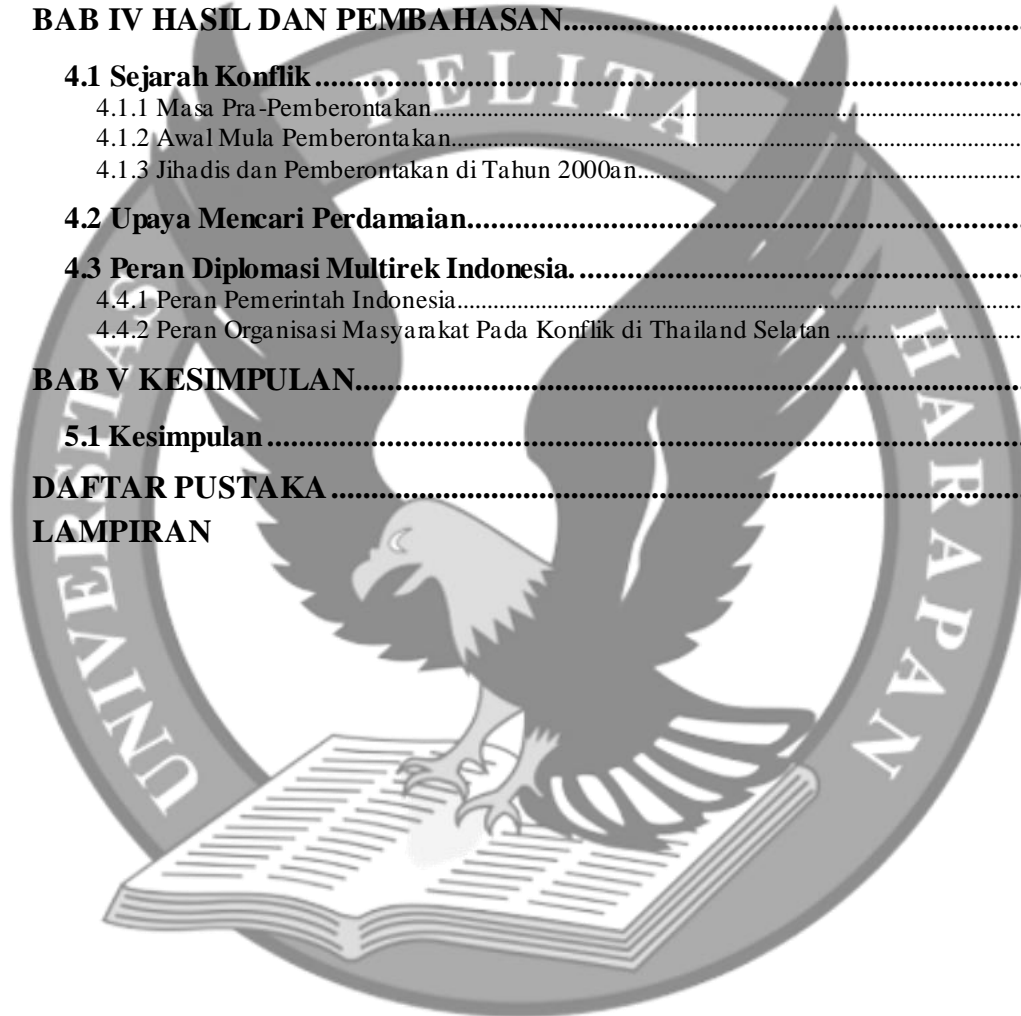 BAB IV HASIL DAN PEMBAHASAN
4.1 Sejarah Konflik
4.1.1 Masa Pra-Pemberontakan
4.1.2 Awal Mula Pemberontakan
4.1.3 Jihadis dan Pemberontakan di Tahun 2000an
4.2 Upaya Mencari Perdamaian
4.3 Peran Diplomasi Multirek Indonesia.
4.4.1 Peran Pemerintah Indonesia
4.4.2 Peran Organisasi Masyarakat Pada Konflik di Thailand Selatan
BAB V KESIMPULAN
5.1 Kesimpulan
DAFTAR PUSTAKA
LAMPIRAN
UNIVERSITAS PELITA HARAPAN